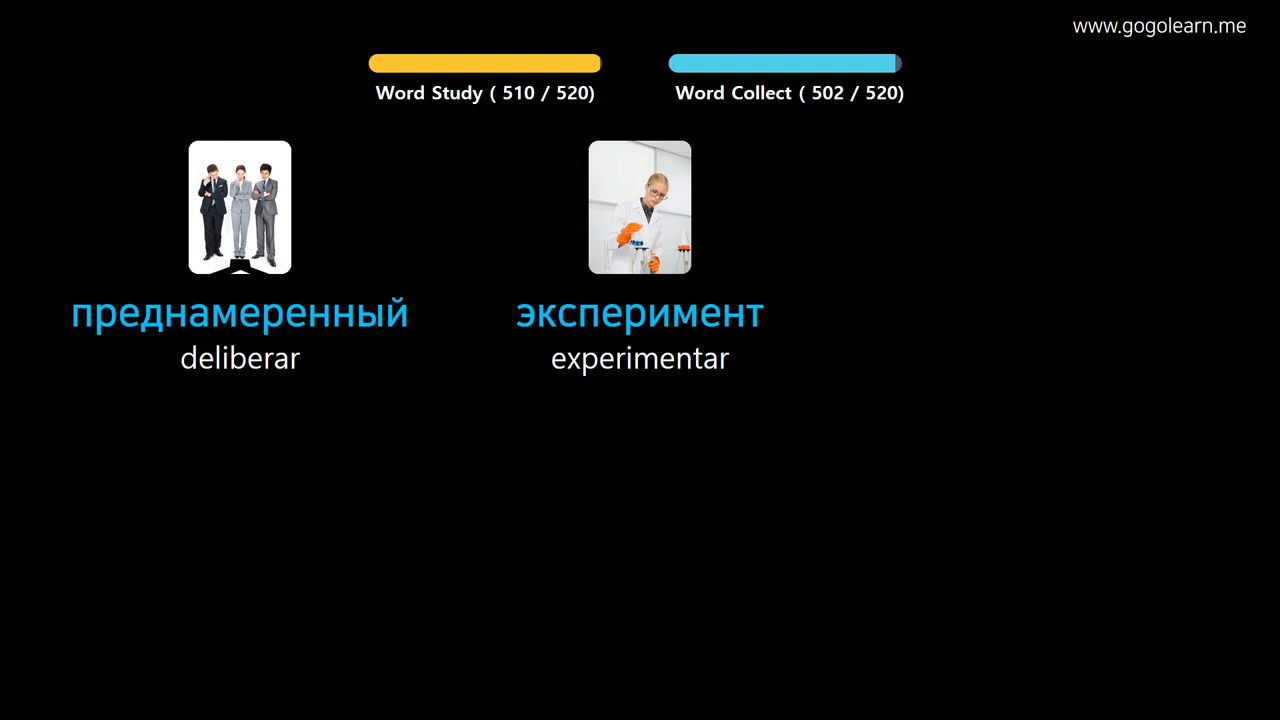 www.gogolearn.me
Word Study ( 510 / 520)
Word Collect ( 502 / 520)
преднамеренный
deliberar
эксперимент
experimentar